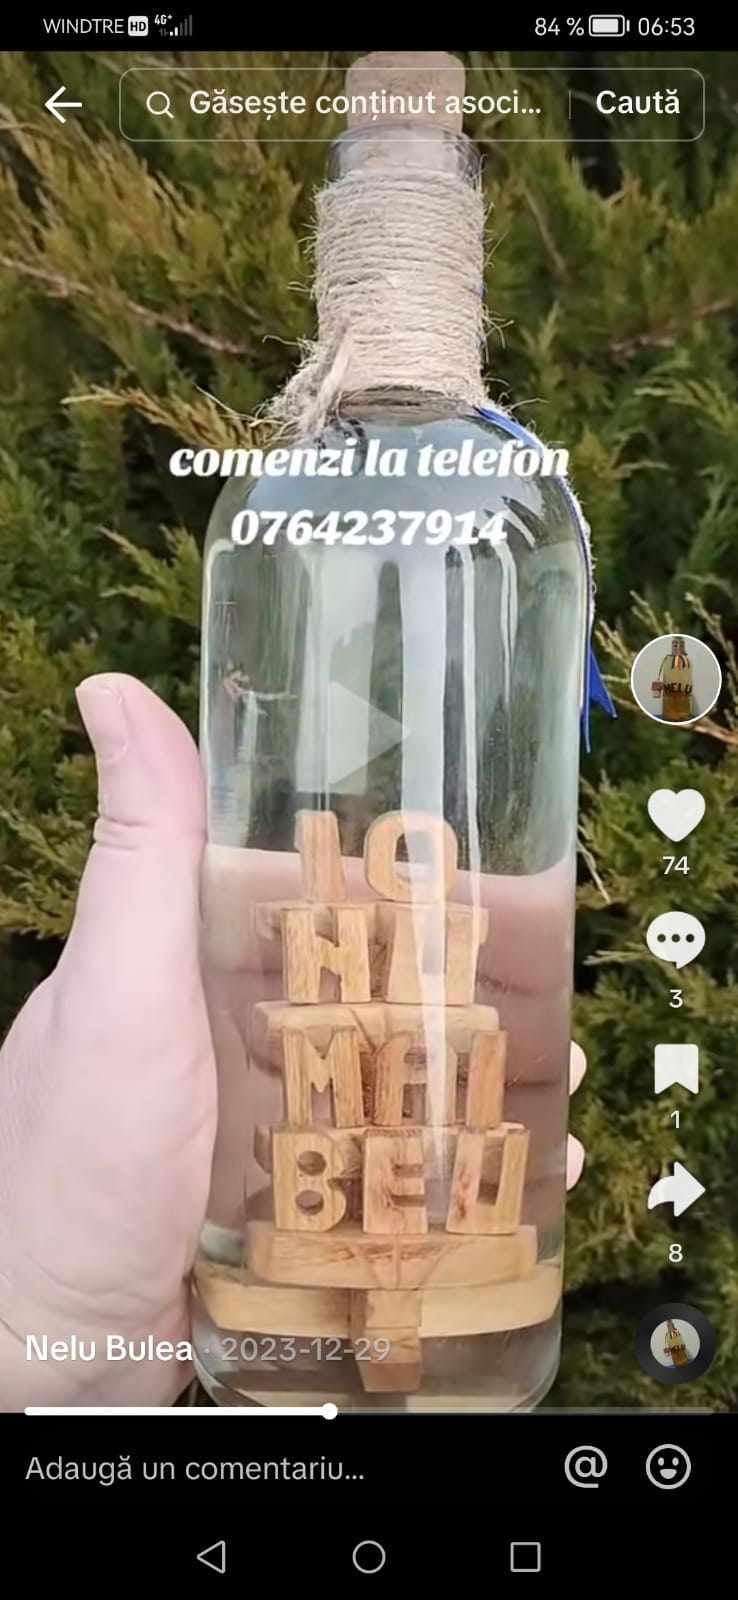 WINDTRE HD 4G+ 84 % 06:53
Găsește conținut asoci... Caută
comenzi la telefon
0764237914
IO
NU
MAI
BEU
74
3
1
8
Nelu Bulea · 2023-12-29
Adaugă un comentariu...